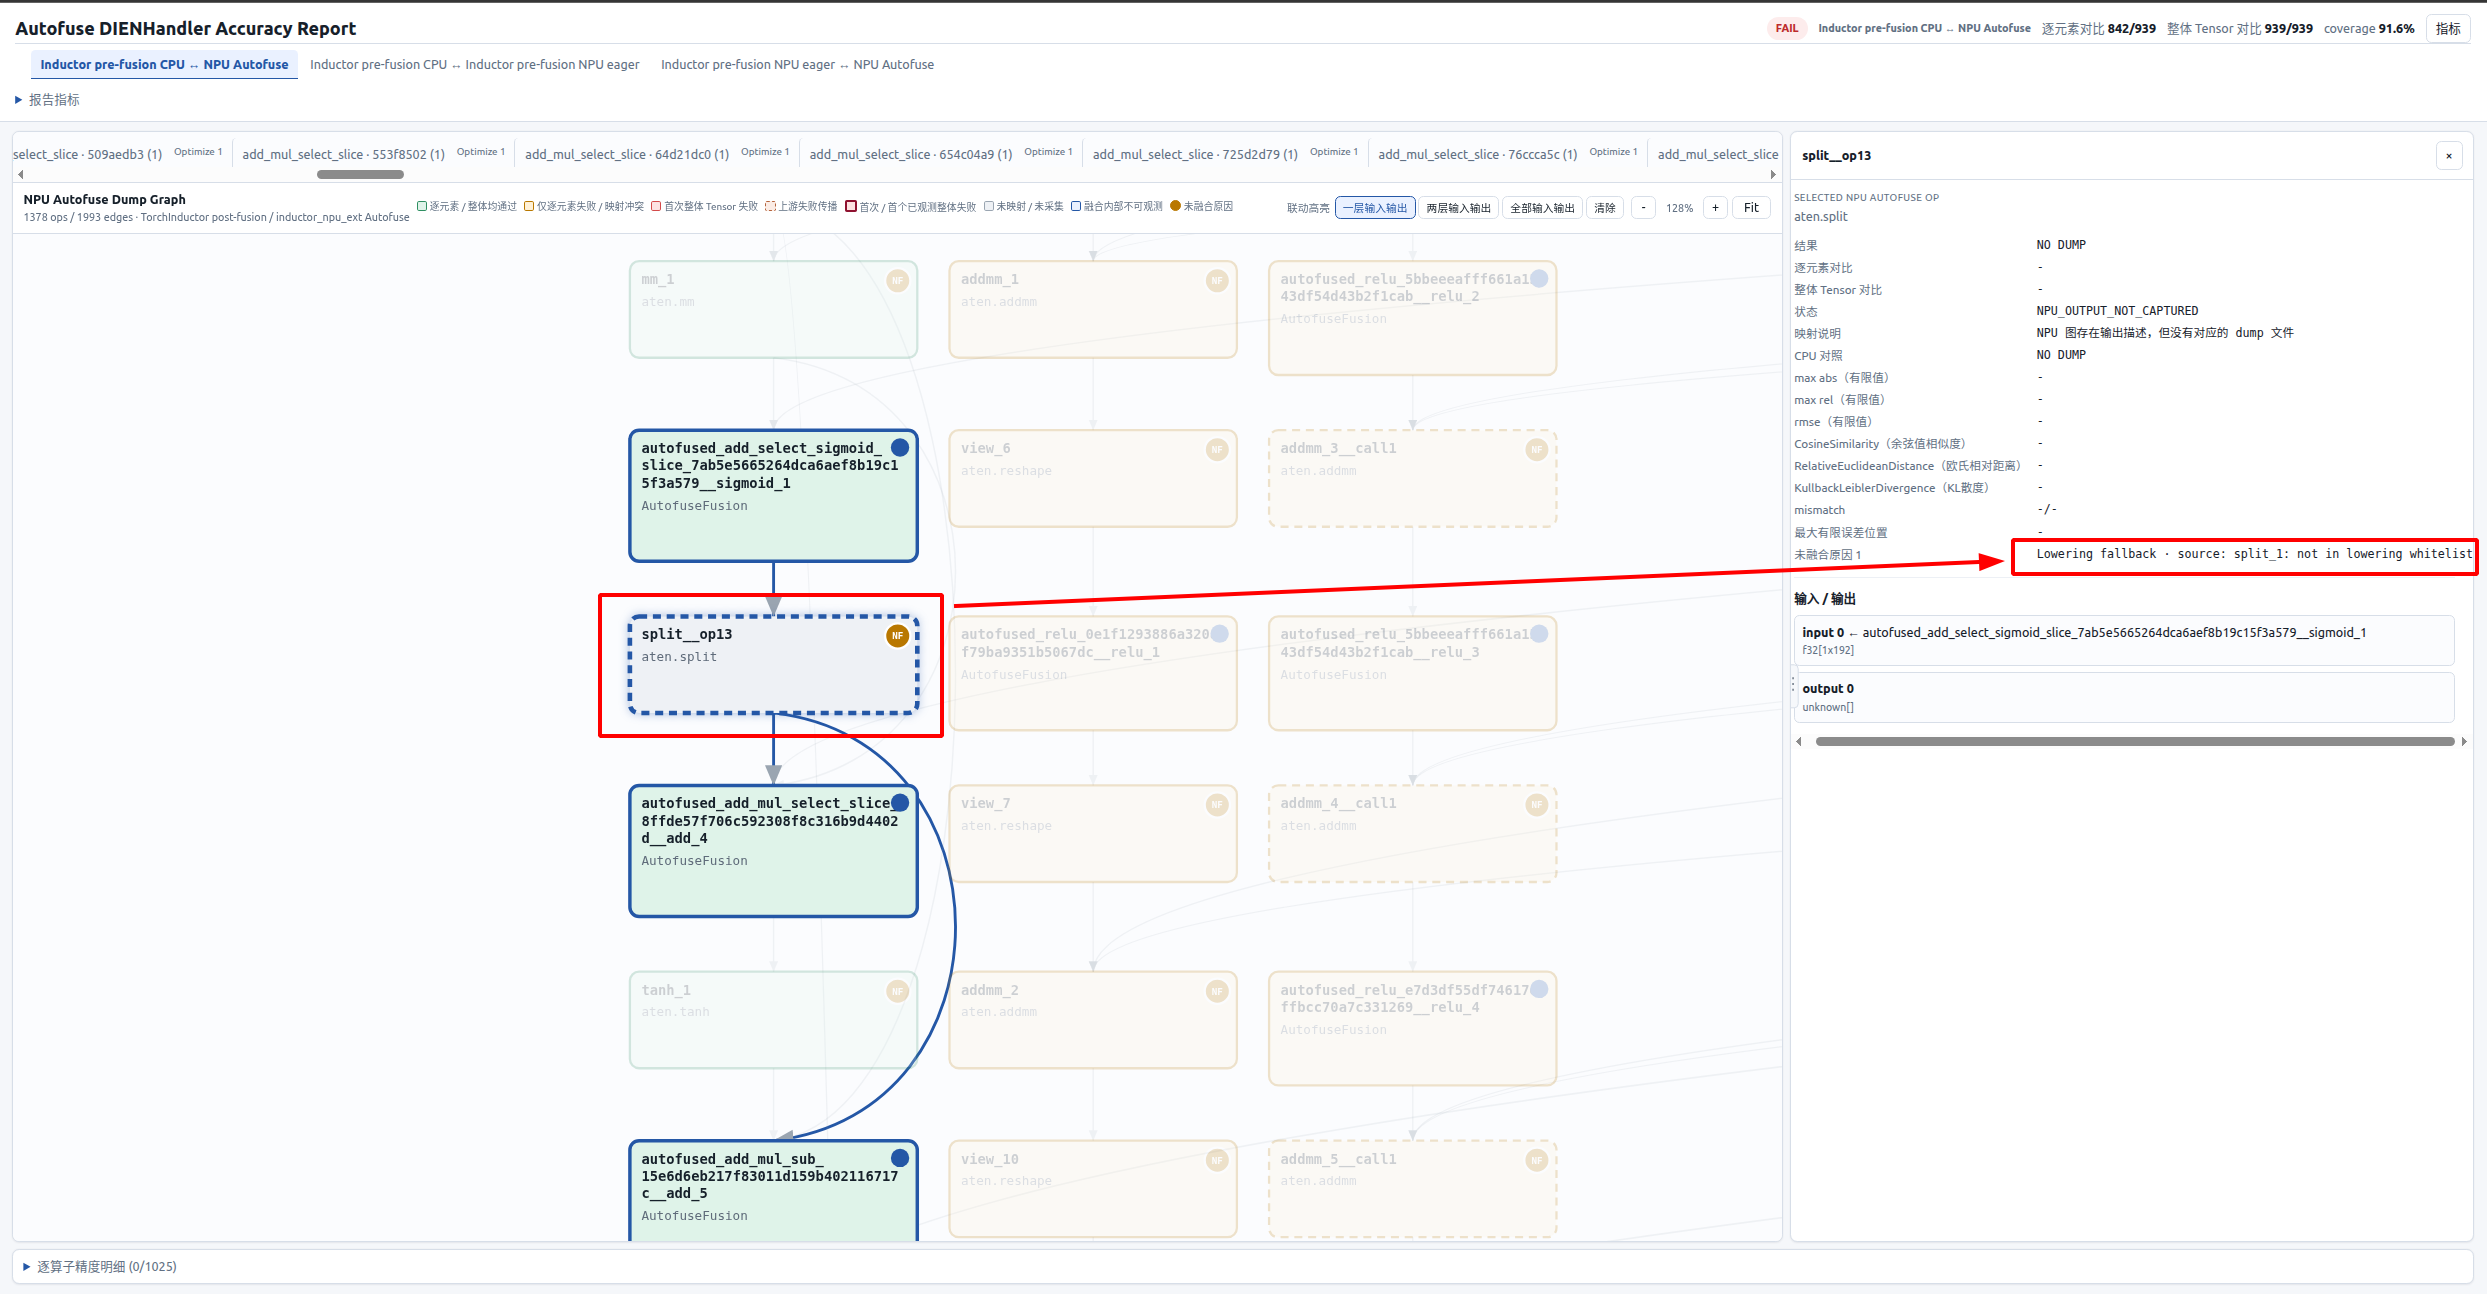 Autofuse DIENHandler Accuracy Report
FAIL Inductor pre-fusion CPU ↔ NPU Autofuse 逐元素对比 842/939 整体 Tensor 对比 939/939 coverage 91.6% 指标
Inductor pre-fusion CPU ↔ NPU Autofuse Inductor pre-fusion CPU ↔ Inductor pre-fusion NPU eager Inductor pre-fusion NPU eager ↔ NPU Autofuse
▶ 报告指标
select_slice · 509aedb3 (1) Optimize 1 add_mul_select_slice · 553f8502 (1) Optimize 1 add_mul_select_slice · 64d21dc0 (1) Optimize 1 add_mul_select_slice · 654c04a9 (1) Optimize 1 add_mul_select_slice · 725d2d79 (1) Optimize 1 add_mul_select_slice · 76ccca5c (1) Optimize 1 add_mul_select_slice
NPU Autofuse Dump Graph
1378 ops / 1993 edges · TorchInductor post-fusion / inductor_npu_ext Autofuse
逐元素 / 整体均通过 仅逐元素失败 / 映射冲突 首次整体 Tensor 失败 上游失败传播 首次 / 首个已观测整体失败 未映射 / 未采集 融合内部不可观测 未融合原因
联动高亮 一层输入输出 两层输入输出 全部输入输出 清除 - 128% + Fit
mm_1 NF
aten.mm
addmm_1 NF
aten.addmm
autofused_relu_5bbeeeafff661a1
43df54d43b2f1cab__relu_2
AutofuseFusion
autofused_add_select_sigmoid_
slice_7ab5e5665264dca6aef8b19c1
5f3a579__sigmoid_1
AutofuseFusion
view_6 NF
aten.reshape
addmm_3__call1 NF
aten.addmm
split__op13 NF
aten.split
autofused_relu_0e1f1293886a320
f79ba9351b5067dc__relu_1
AutofuseFusion
autofused_relu_5bbeeeafff661a1
43df54d43b2f1cab__relu_3
AutofuseFusion
autofused_add_mul_select_slice_
8ffde57f706c592308f8c316b9d4402
d__add_4
AutofuseFusion
view_7 NF
aten.reshape
addmm_4__call1 NF
aten.addmm
tanh_1 NF
aten.tanh
addmm_2 NF
aten.addmm
autofused_relu_e7d3df55df74617
ffbcc70a7c331269__relu_4
AutofuseFusion
autofused_add_mul_sub_
15e6d6eb217f83011d159b402116717
c__add_5
AutofuseFusion
view_10 NF
aten.reshape
addmm_5__call1 NF
aten.addmm
split__op13 ×
SELECTED NPU AUTOFUSE OP
aten.split
结果 NO DUMP
逐元素对比 -
整体 Tensor 对比 -
状态 NPU_OUTPUT_NOT_CAPTURED
映射说明 NPU 图存在输出描述，但没有对应的 dump 文件
CPU 对照 NO DUMP
max abs（有限值） -
max rel（有限值） -
rmse（有限值） -
CosineSimilarity（余弦值相似度） -
RelativeEuclideanDistance（欧氏相对距离） -
KullbackLeiblerDivergence（KL散度） -
mismatch -/-
最大有限误差位置 -
未融合原因 1 Lowering fallback · source: split_1: not in lowering whitelist
输入 / 输出
input 0 ← autofused_add_select_sigmoid_slice_7ab5e5665264dca6aef8b19c15f3a579__sigmoid_1
f32[1x192]
output 0
unknown[]
▶ 逐算子精度明细 (0/1025)